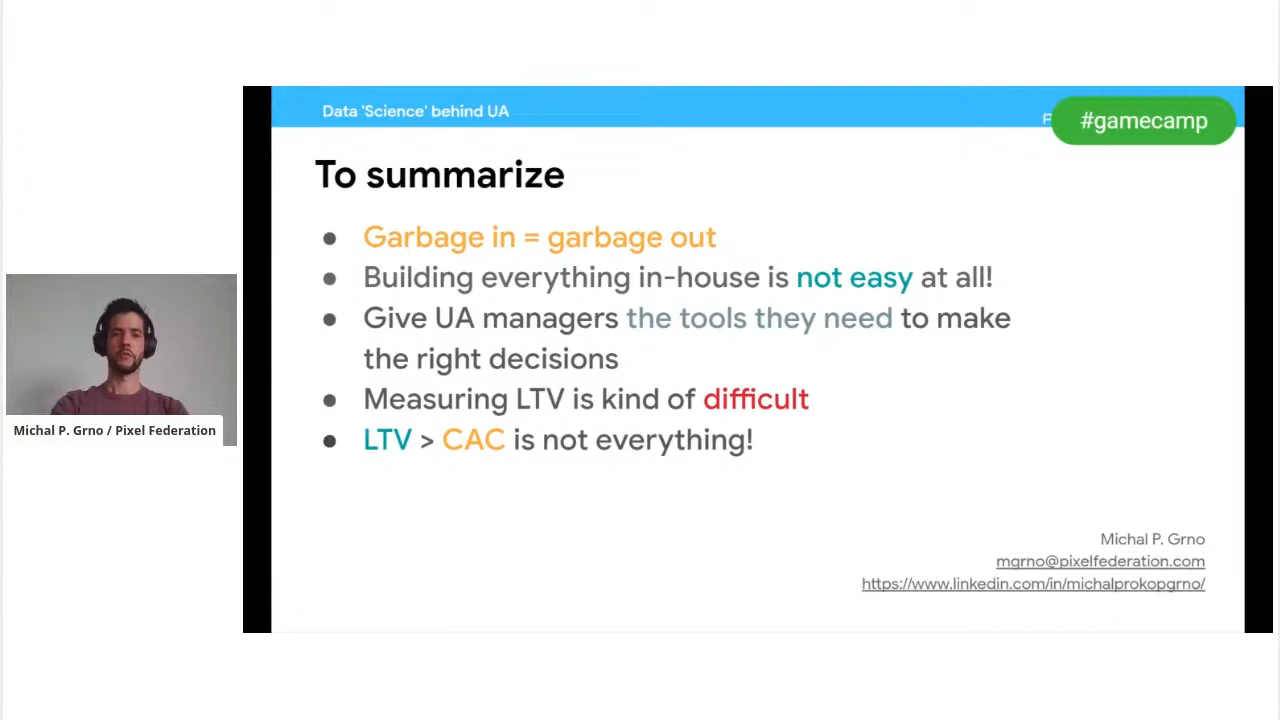 Data 'Science' behind UA
#gamecamp
To summarize
● Garbage in = garbage out
● Building everything in-house is not easy at all!
● Give UA managers the tools they need to make
the right decisions
● Measuring LTV is kind of difficult
● LTV > CAC is not everything!
Michal P. Grno / Pixel Federation
Michal P. Grno
mgrno@pixelfederation.com
https://www.linkedin.com/in/michalprokopgrno/